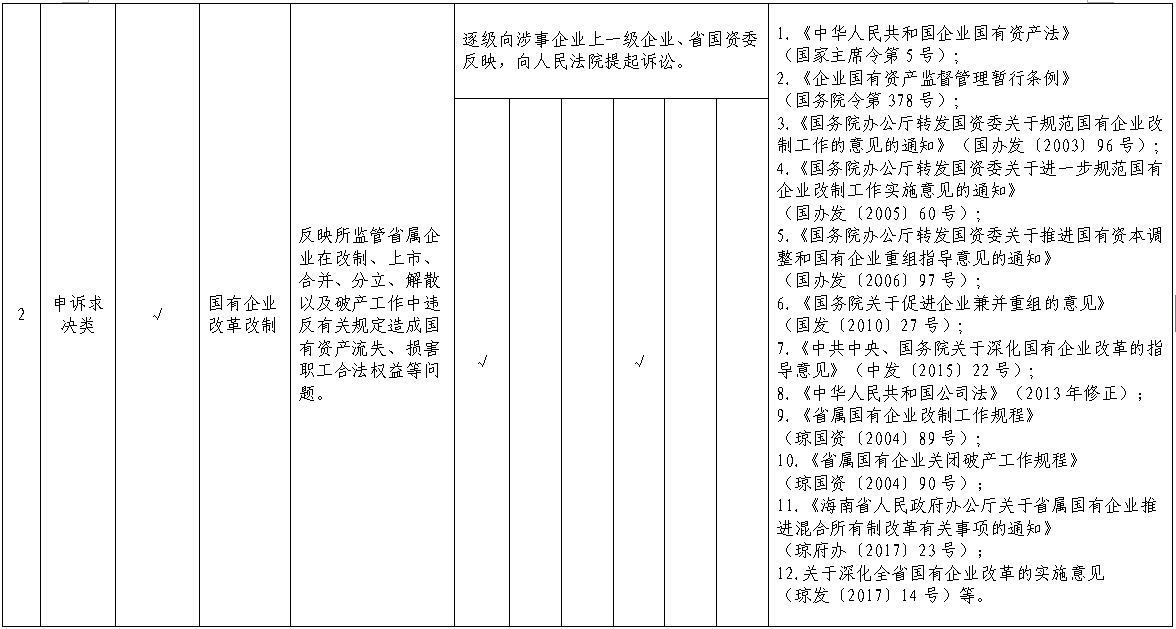 2
申诉求
决类
√
国有企业
改革改制
反映所监管省属企
业在改制、上市、
合并、分立、解散
以及破产工作中违
反有关规定造成国
有资产流失、损害
职工合法权益等问
题。
逐级向涉事企业上一级企业、省国资委
反映，向人民法院提起诉讼。
√
√
1.《中华人民共和国企业国有资产法》
（国家主席令第5号）；
2.《企业国有资产监督管理暂行条例》
（国务院令第378号）；
3.《国务院办公厅转发国资委关于规范国有企业改
制工作的意见的通知》（国办发〔2003〕96号）；
4.《国务院办公厅转发国资委关于进一步规范国有
企业改制工作实施意见的通知》
（国办发〔2005〕60号）；
5.《国务院办公厅转发国资委关于推进国有资本调
整和国有企业重组指导意见的通知》
（国办发〔2006〕97号）；
6.《国务院关于促进企业兼并重组的意见》
（国发〔2010〕27号）；
7.《中共中央、国务院关于深化国有企业改革的指
导意见》（中发〔2015〕22号）；
8.《中华人民共和国公司法》（2013年修正）；
9.《省属国有企业改制工作规程》
（琼国资〔2004〕89号）；
10.《省属国有企业关闭破产工作规程》
（琼国资〔2004〕90号）；
11.《海南省人民政府办公厅关于省属国有企业推
进混合所有制改革有关事项的通知》
（琼府办〔2017〕23号）；
12.关于深化全省国有企业改革的实施意见
（琼发〔2017〕14号）等。